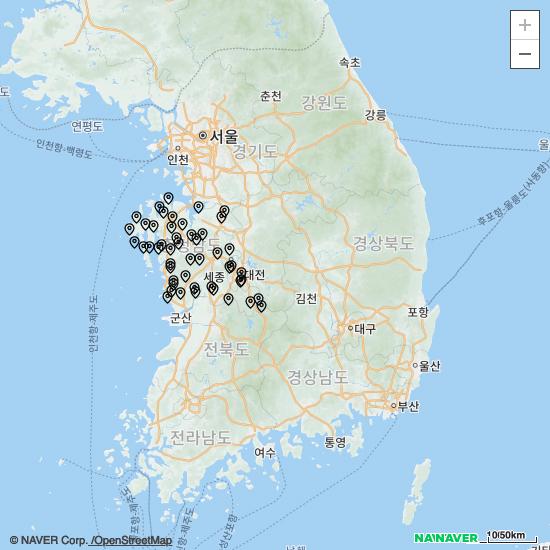 +
−
속초
춘천
강원도
강릉
도
연평도
서울
인천
경기도
인천항-백령도
울
후포항-울릉도(사동항)
경상북도
남도
세종
대전
김천
포항
인천항-제주도
군산
대구
전북도
경상남도
울산
부산
전라남도
여수
통영
© NAVER Corp. /OpenStreetMap
NAVER
10/50km